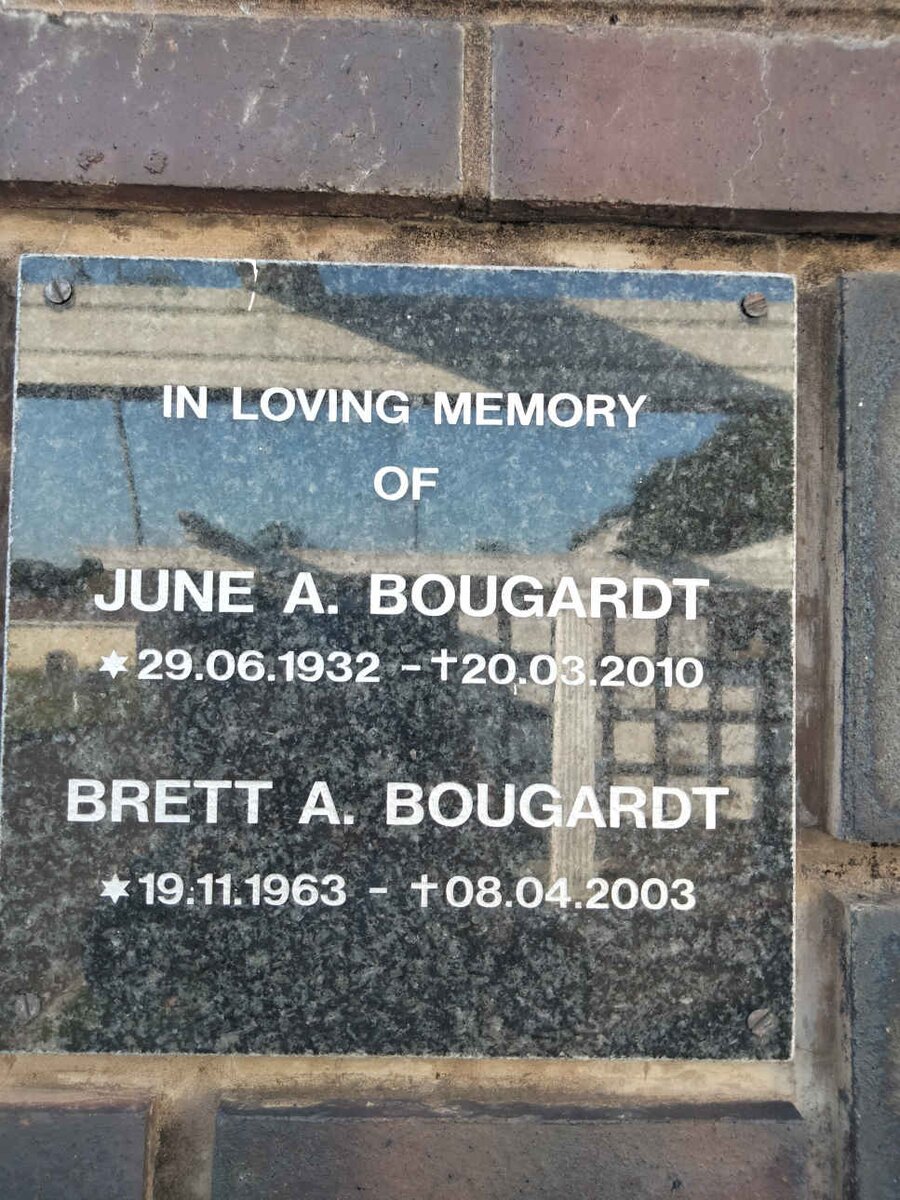 IN LOVING MEMORY
OF
JUNE A. BOUGARDT
✶29.06.1932 -✝20.03.2010
BRETT A. BOUGARDT
✶19.11.1963 - ✝08.04.2003